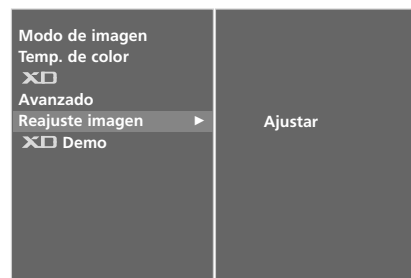 Modo de imagen
Temp. de color
XD
Avanzado
Reajuste imagen ►
XD Demo
Ajustar